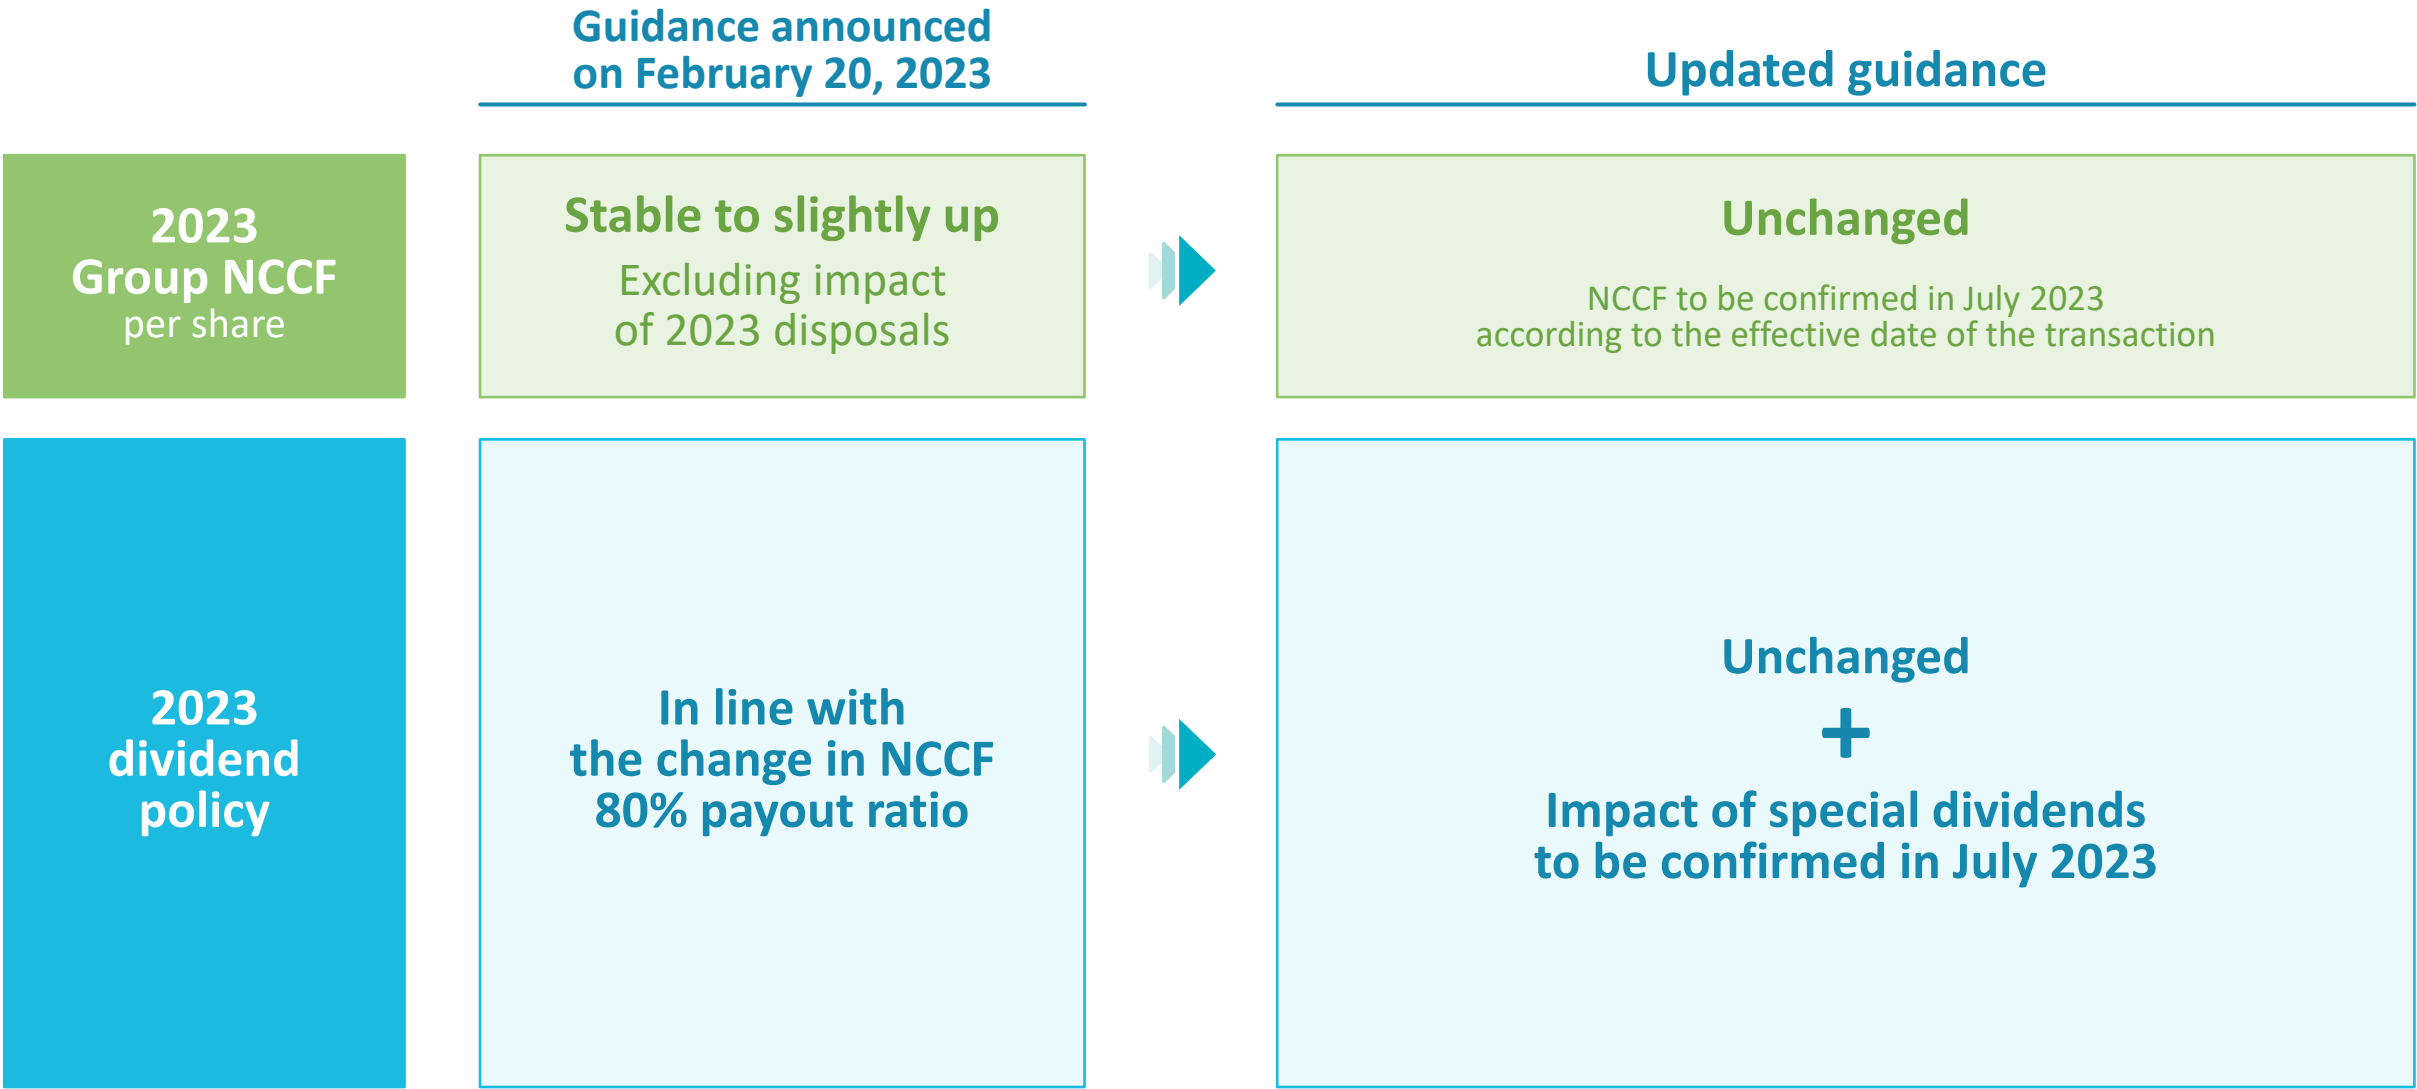 Guidance announced
on February 20, 2023
Updated guidance
2023
Group NCCF
per share
Stable to slightly up
Excluding impact
of 2023 disposals
Unchanged
NCCF to be confirmed in July 2023
according to the effective date of the transaction
2023
dividend
policy
In line with
the change in NCCF
80% payout ratio
Unchanged
+
Impact of special dividends
to be confirmed in July 2023